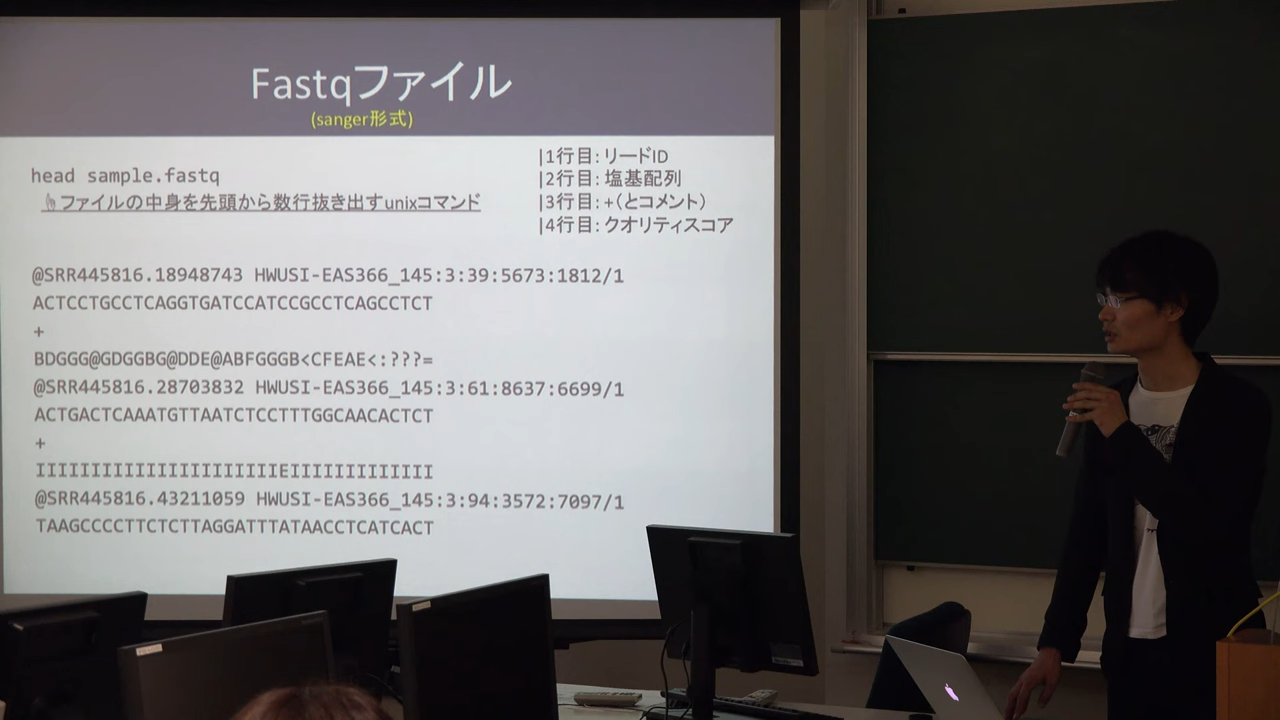 Fastqファイル
(sanger形式)
head sample.fastq
☝ファイルの中身を先頭から数行抜き出すunixコマンド
|1行目: リードID
|2行目: 塩基配列
|3行目: +(とコメント)
|4行目: クオリティスコア
@SRR445816.18948743 HWUSI-EAS366_145:3:39:5673:1812/1
ACTCCTGCCTCAGGTGATCCATCCGCCTCAGCCTCT
+
BDGGG@GDGGBG@DDE@ABFGGGB<CFEAE<:???=
@SRR445816.28703832 HWUSI-EAS366_145:3:61:8637:6699/1
ACTGACTCAAATGTTAATCTCCTTTGGCAACACTCT
+
IIIIIIIIIIIIIIIIIIIIIIEIIIIIIIIIIIII
@SRR445816.43211059 HWUSI-EAS366_145:3:94:3572:7097/1
TAAGCCCCTTCTCTTAGGATTTATAACCTCATCACT